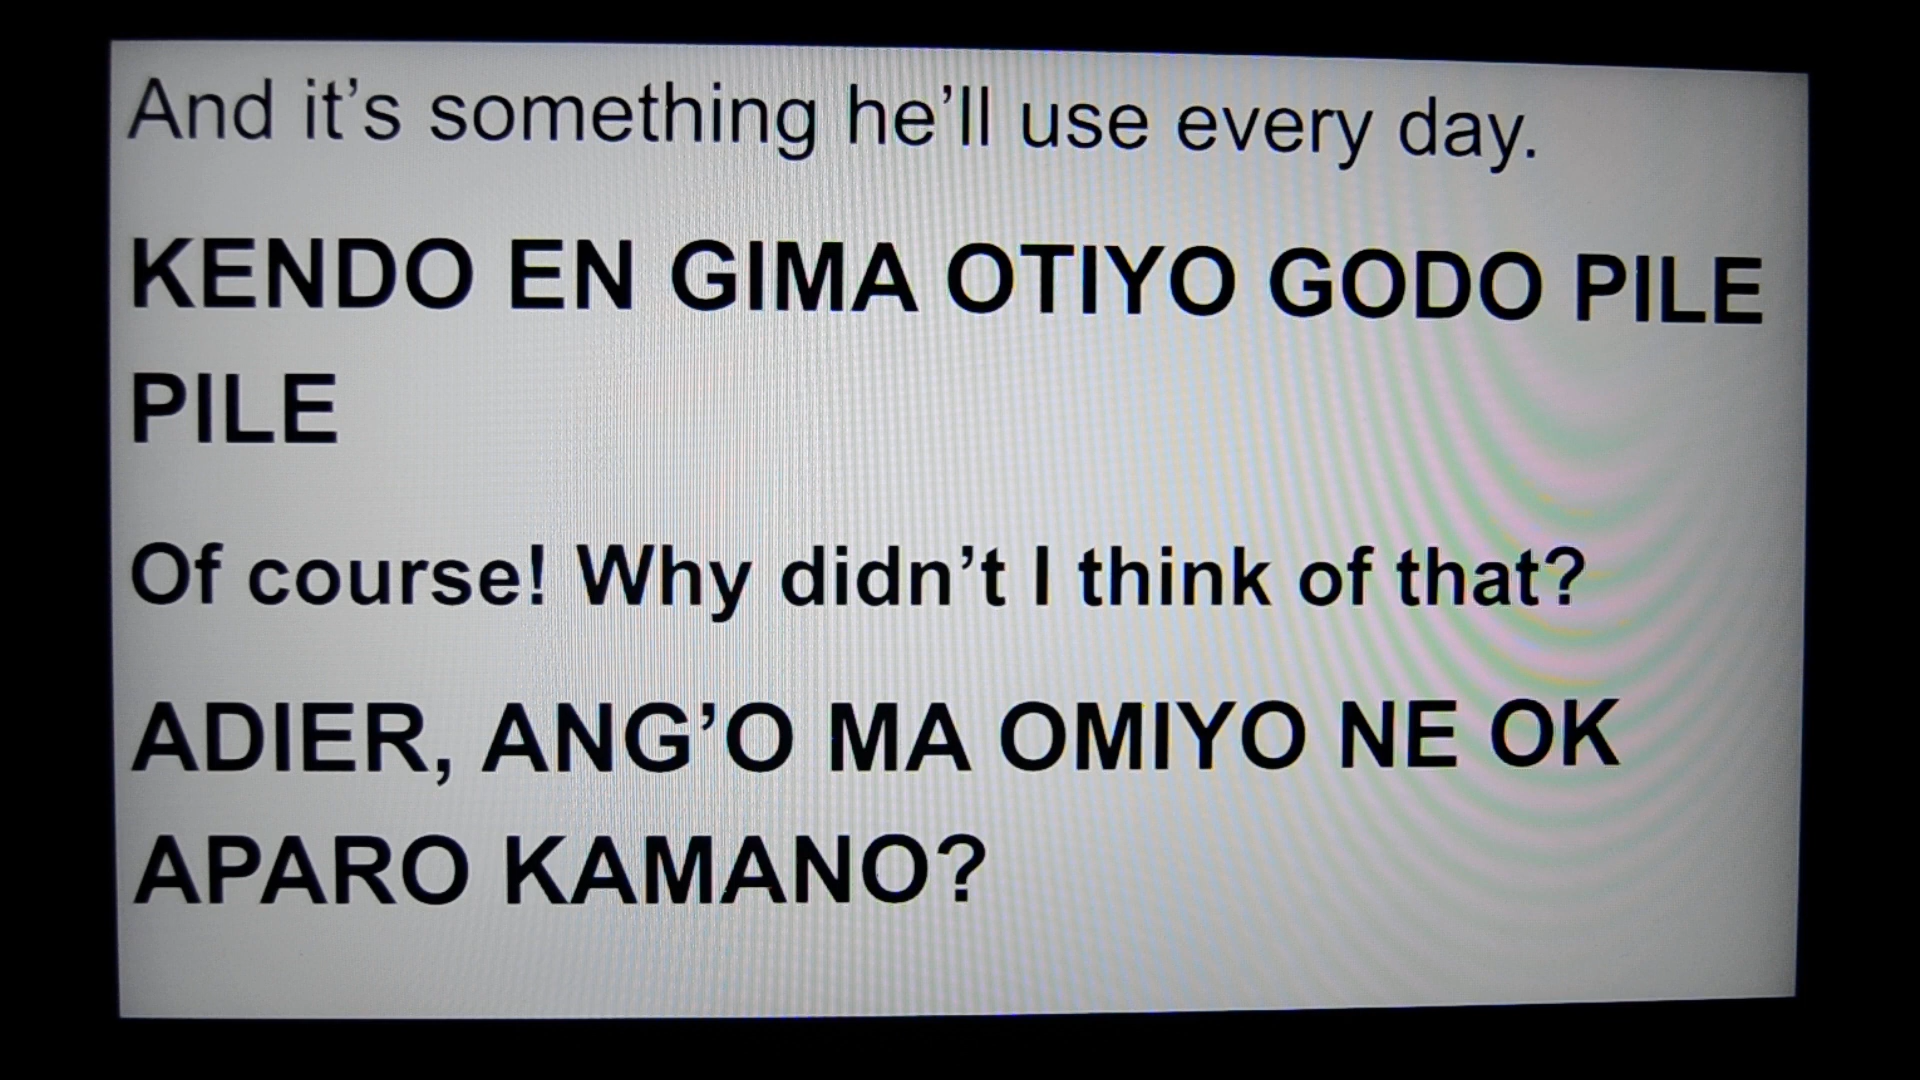 And it’s something he’ll use every day.
KENDO EN GIMA OTIYO GODO PILE
PILE
Of course! Why didn’t I think of that?
ADIER, ANG’O MA OMIYO NE OK
APARO KAMANO?